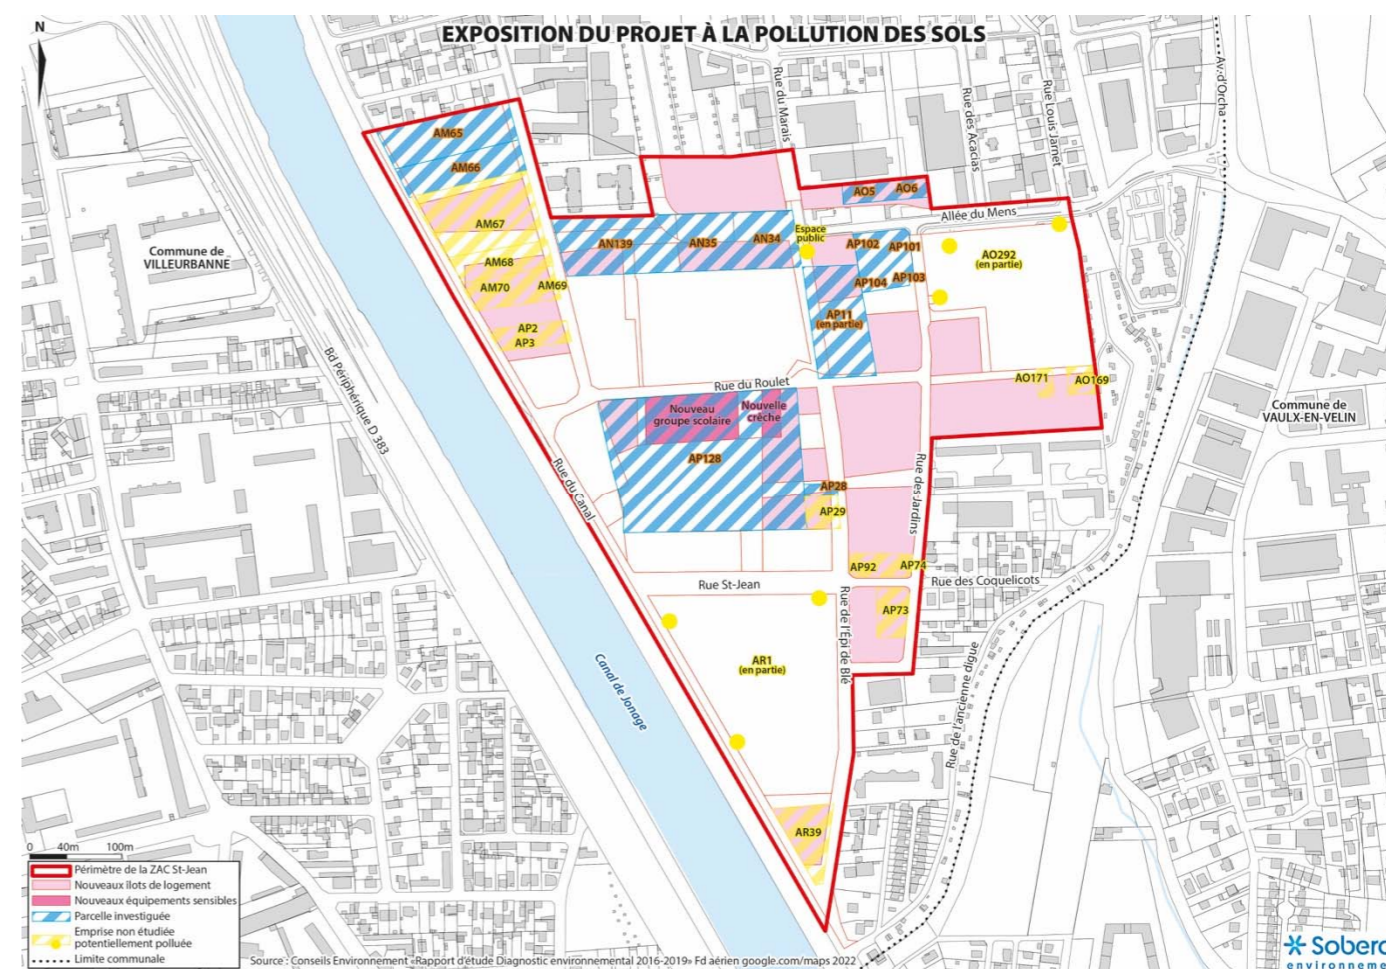 EXPOSITION DU PROJET À LA POLLUTION DES SOLS
N
Rue du Marais
Rue des Acacias
Rue Louis Jarnet
Av. d'Orcha
AM65
AM66
AO5
AO6
Allée du Mens
AM67
Espace
public
Commune de
VILLEURBANNE
AN139
AN35
AN34
AP102
AP101
AO292
(en partie)
AM68
AM70
AM69
AP104
AP103
AP11
(en partie)
AP2
AP3
Bd Périphérique D 383
Rue du Roulet
AO171
AO169
Nouveau
groupe scolaire
Nouvelle
crèche
Commune de
VAULX-EN-VELIN
AP128
Rue du Canal
Rue des Jardins
AP28
AP29
AP92
AP74
Rue St-Jean
Rue des Coquelicots
AP73
Rue de l'Épi de Blé
AR1
(en partie)
Canal de Jonage
Rue de l'ancienne digue
AR39
0 40m 100m
Périmètre de la ZAC St-Jean
Nouveaux îlots de logement
Nouveaux équipements sensibles
Parcelle investiguée
Emprise non étudiée
potentiellement polluée
Limite communale
Source : Conseils Environnement «Rapport d'étude Diagnostic environnemental 2016-2019» Fd aérien google.com/maps 2022